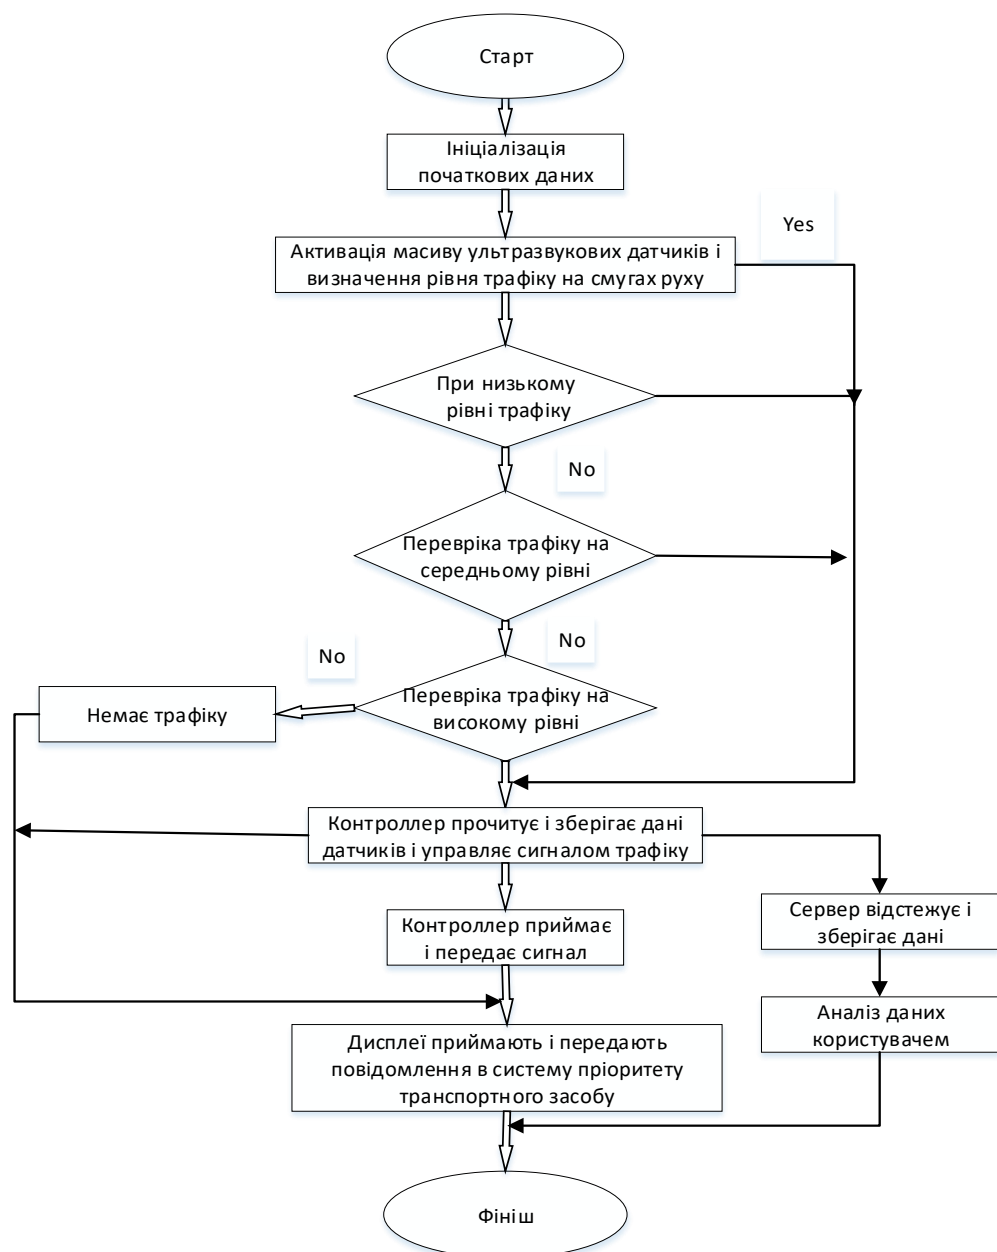 Старт
Ініціалізація
початкових даних
Yes
Активація масиву ультразвукових датчиків і
визначення рівня трафіку на смугах руху
При низькому
рівні трафіку
No
Переврiка трафіку на
середньому рівні
No
No
Переврiка трафіку на
високому рівні
Немає трафіку
Контроллер прочитує і зберігає дані
датчиків і управляє сигналом трафіку
Контроллер приймає
і передає сигнал
Сервер відстежує і
зберігає дані
Аналіз даних
користувачем
Дисплеї приймають і передають
повідомлення в систему пріоритету
транспортного засобу
Фініш